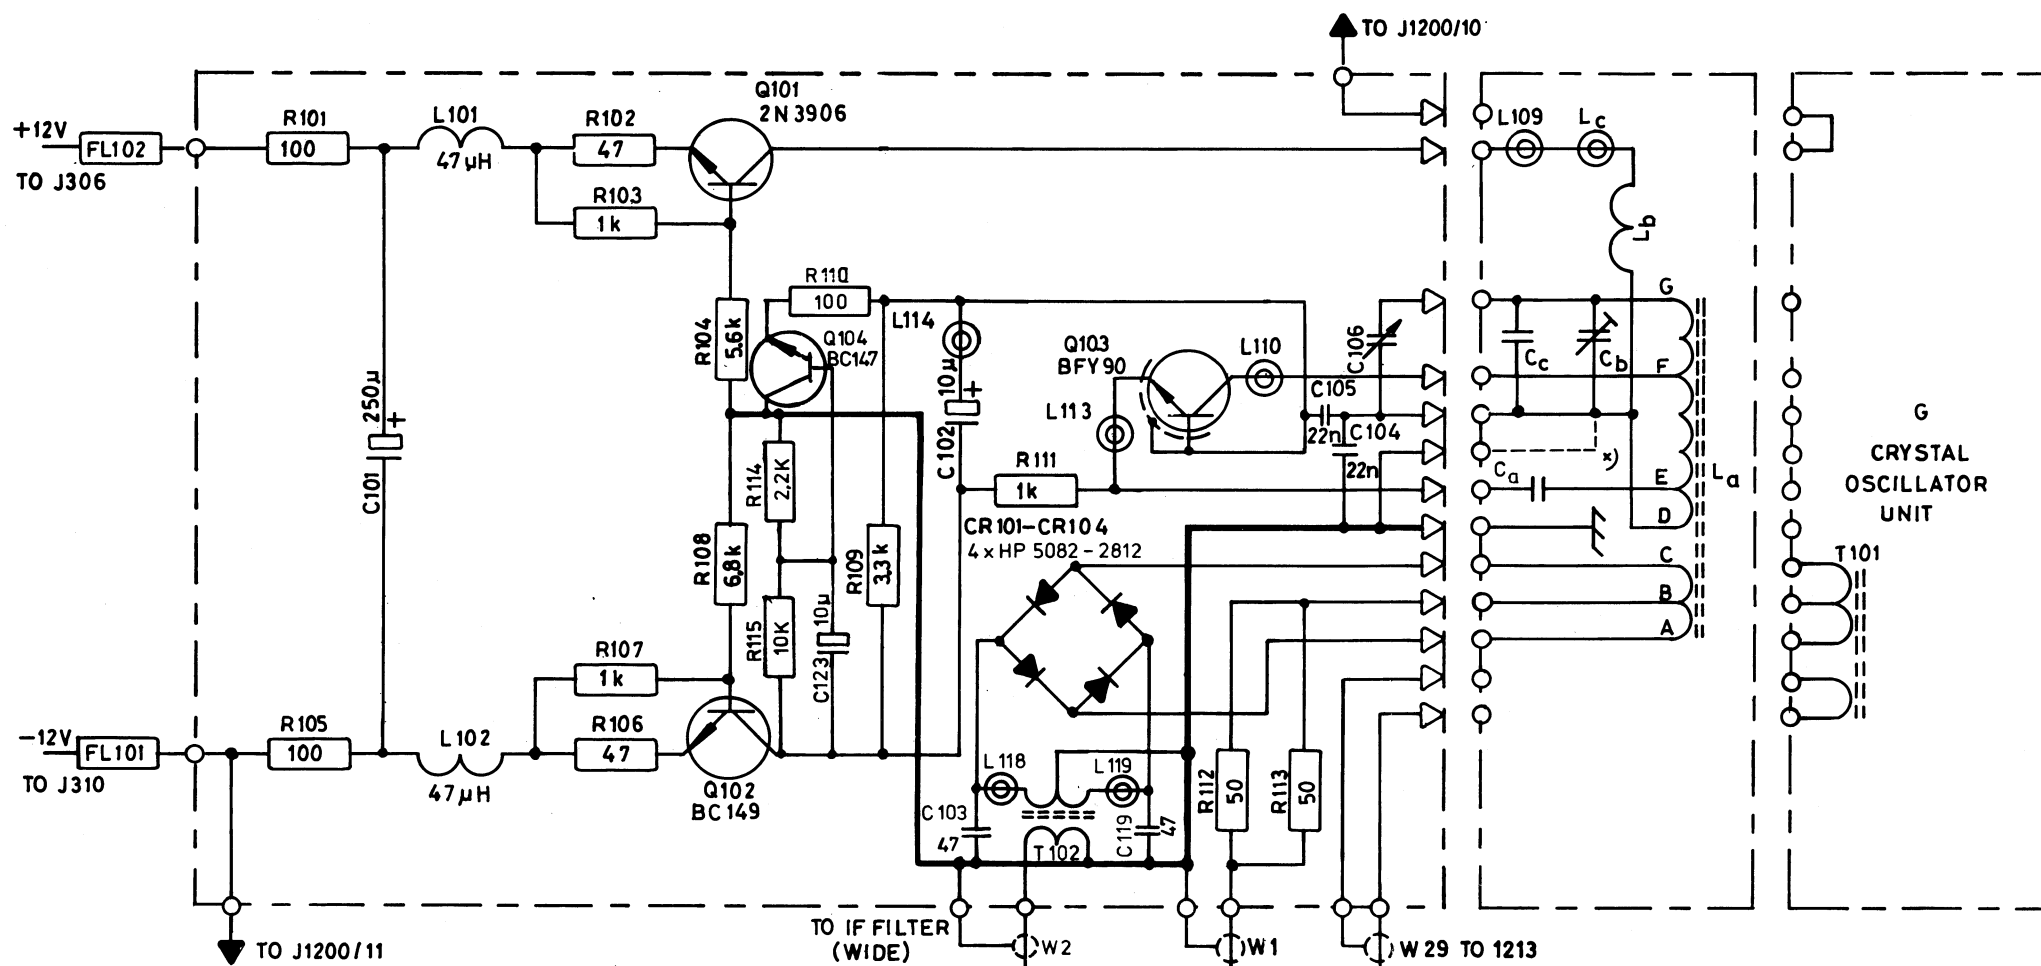 TO J1200/10
+12V
FL102
TO J306
R101
100
L101
47µH
R102
47
R103
1k
Q101
2N3906
250µ
+
C101
R104
5.6k
R110
100
Q104
BC147
L114
10µ
+
C102
Q103
BFY90
L110
L113
C105
22n
C104
22n
C106
R111
1k
R114
2,2K
R108
6,8k
R115
10K
C123
10µ
R109
3.3k
CR101-CR104
4xHP 5082-2812
R107
1k
R106
47
Q102
BC149
-12V
FL101
TO J310
R105
100
L102
47µH
L118
L119
C103
47
T102
C119
47
R112
50
R113
50
TO J1200/11
TO IF FILTER
(WIDE)
W2
W1
W29 TO 1213
L109
Lc
Lb
G
Cc
Cb
F
x)
Ca
E
La
D
C
B
A
G
CRYSTAL
OSCILLATOR
UNIT
T101